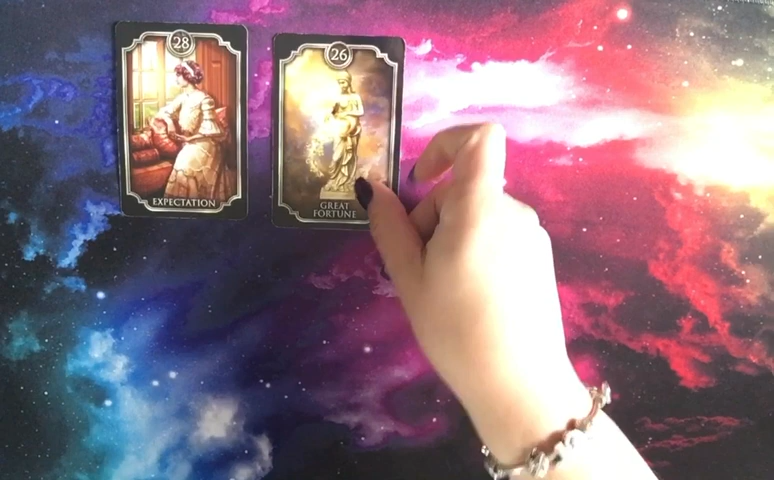 28
EXPECTATION
26
GREAT
FORTUNE